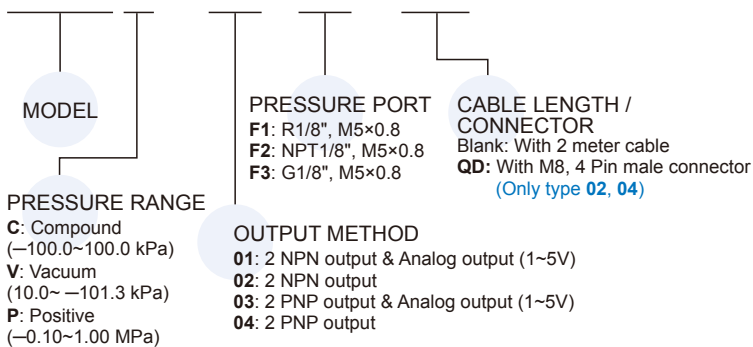 MODEL
PRESSURE RANGE
C: Compound
(—100.0~100.0 kPa)
V: Vacuum
(10.0~ —101.3 kPa)
P: Positive
(—0.10~1.00 MPa)
OUTPUT METHOD
01: 2 NPN output & Analog output (1~5V)
02: 2 NPN output
03: 2 PNP output & Analog output (1~5V)
04: 2 PNP output
PRESSURE PORT
F1: R1/8", M5×0.8
F2: NPT1/8", M5×0.8
F3: G1/8", M5×0.8
CABLE LENGTH /
CONNECTOR
Blank: With 2 meter cable
QD: With M8, 4 Pin male connector
(Only type 02, 04)